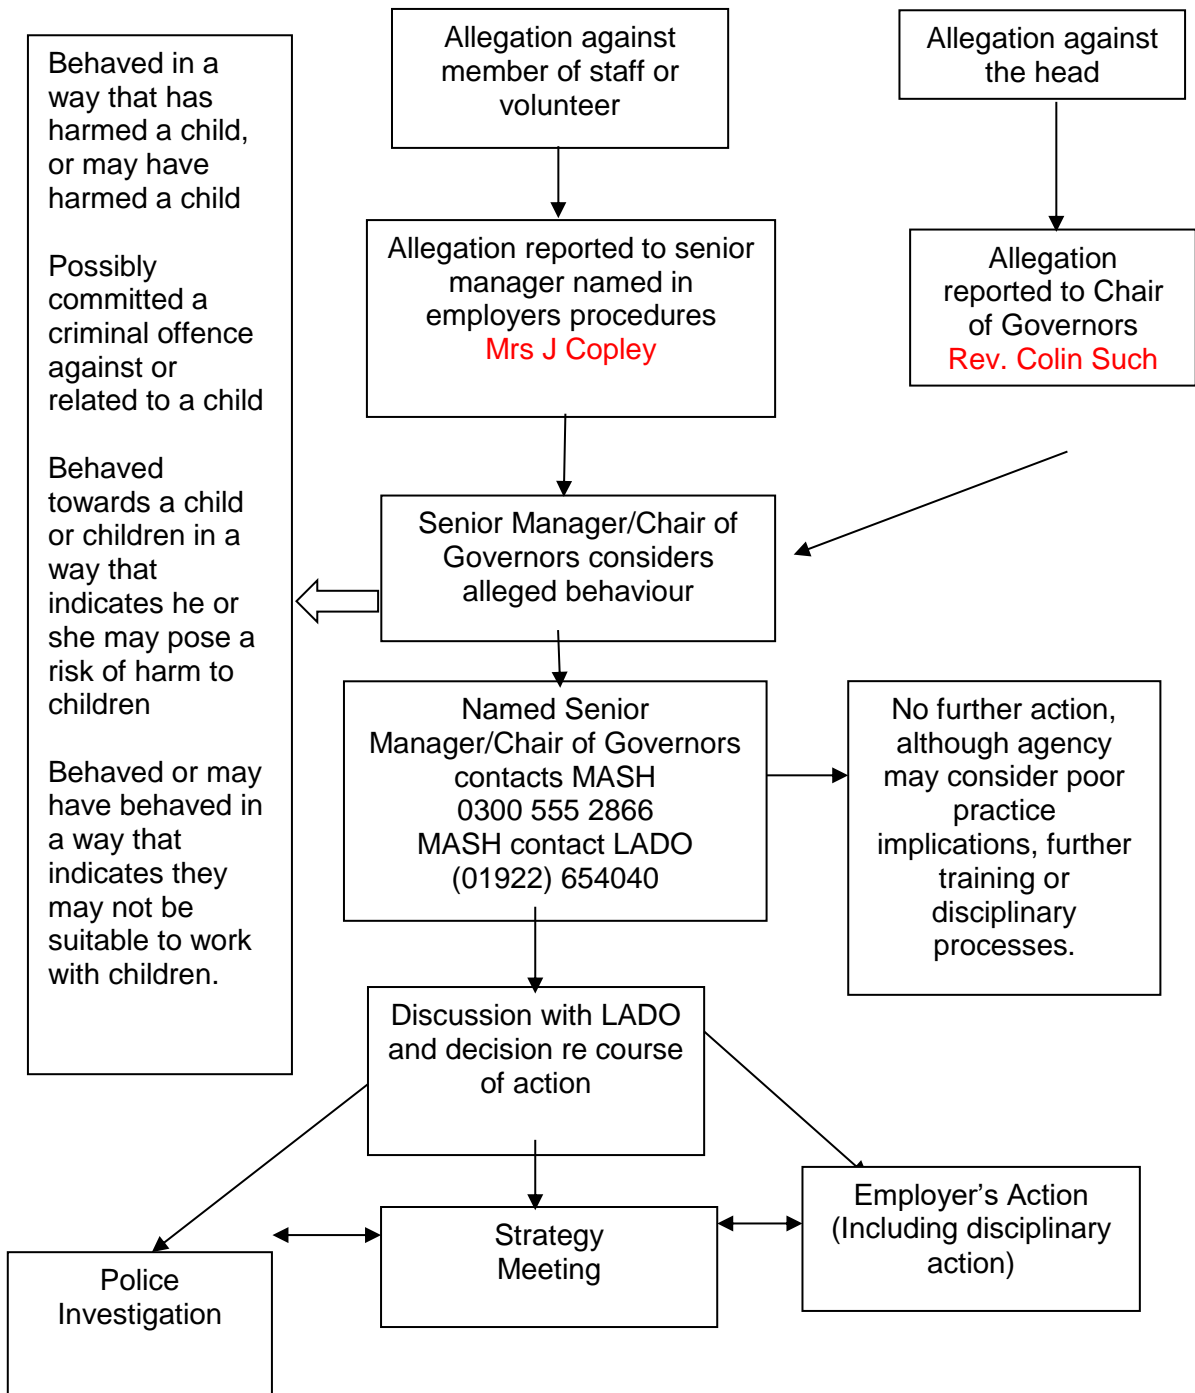 Allegation against
member of staff or
volunteer
Allegation against
the head
Behaved in a
way that has
harmed a child,
or may have
harmed a child
Possibly
committed a
criminal offence
against or
related to a child
Behaved
towards a child
or children in a
way that
indicates he or
she may pose a
risk of harm to
children
Behaved or may
have behaved in
a way that
indicates they
may not be
suitable to work
with children.
Allegation reported to senior
manager named in
employers procedures
Mrs J Copley
Allegation
reported to Chair
of Governors
Rev. Colin Such
Senior Manager/Chair of
Governors considers
alleged behaviour
Named Senior
Manager/Chair of Governors
contacts MASH
0300 555 2866
MASH contact LADO
(01922) 654040
No further action,
although agency
may consider poor
practice
implications, further
training or
disciplinary
processes.
Discussion with LADO
and decision re course
of action
Police
Investigation
Strategy
Meeting
Employer’s Action
(Including disciplinary
action)